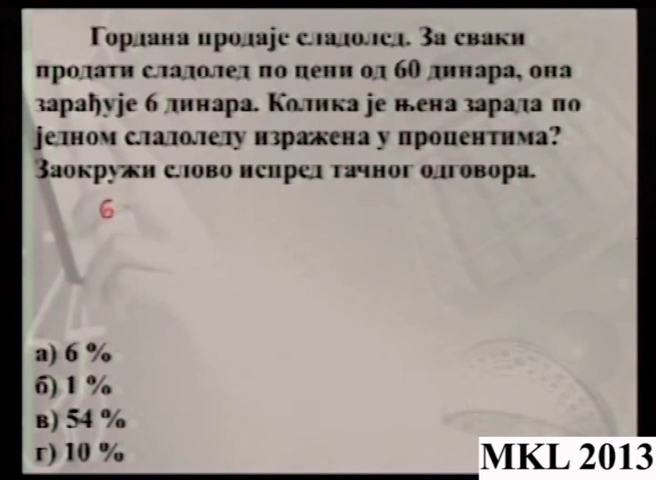 Гордана продаје сладолед. За сваки
продати сладолед по цени од 60 динара, она
зарађује 6 динара. Колика је њена зарада по
једном сладоледу изражена у процентима?
Заокружи слово испред тачног одговора.
6
а) 6 %
б) 1 %
в) 54 %
г) 10 %
MKL 2013